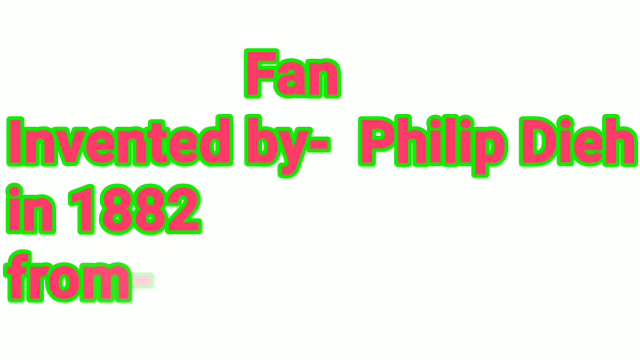 Fan
Invented by- Philip Dieh
in 1882
from-